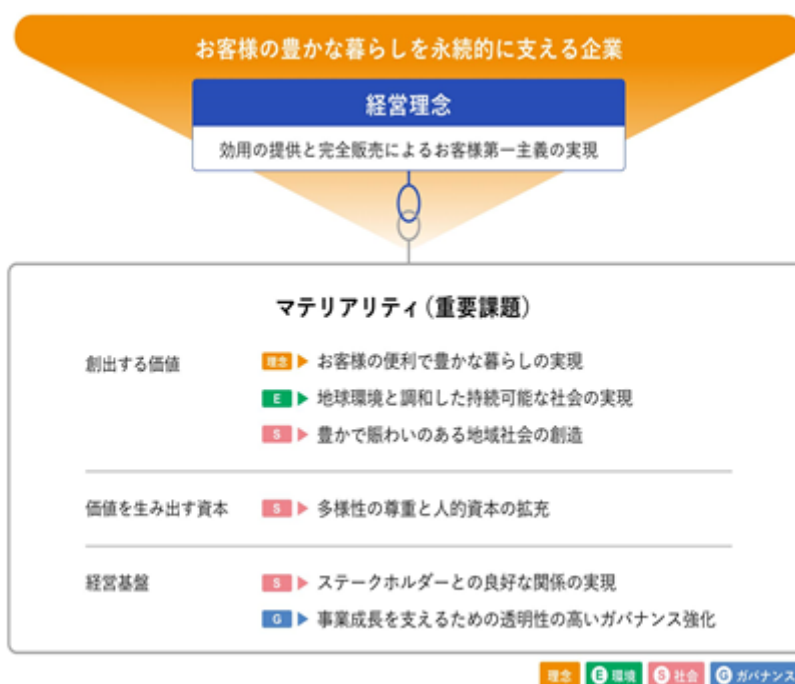 お客様の豊かな暮らしを永続的に支える企業
経営理念
効用の提供と完全販売によるお客様第一主義の実現
マテリアリティ（重要課題）
創出する価値
理念 お客様の便利で豊かな暮らしの実現
E 地球環境と調和した持続可能な社会の実現
S 豊かで賑わいのある地域社会の創造
価値を生み出す資本 S 多様性の尊重と人的資本の拡充
経営基盤
S ステークホルダーとの良好な関係の実現
G 事業成長を支えるための透明性の高いガバナンス強化
理念 E 環境 S 社会 G ガバナンス